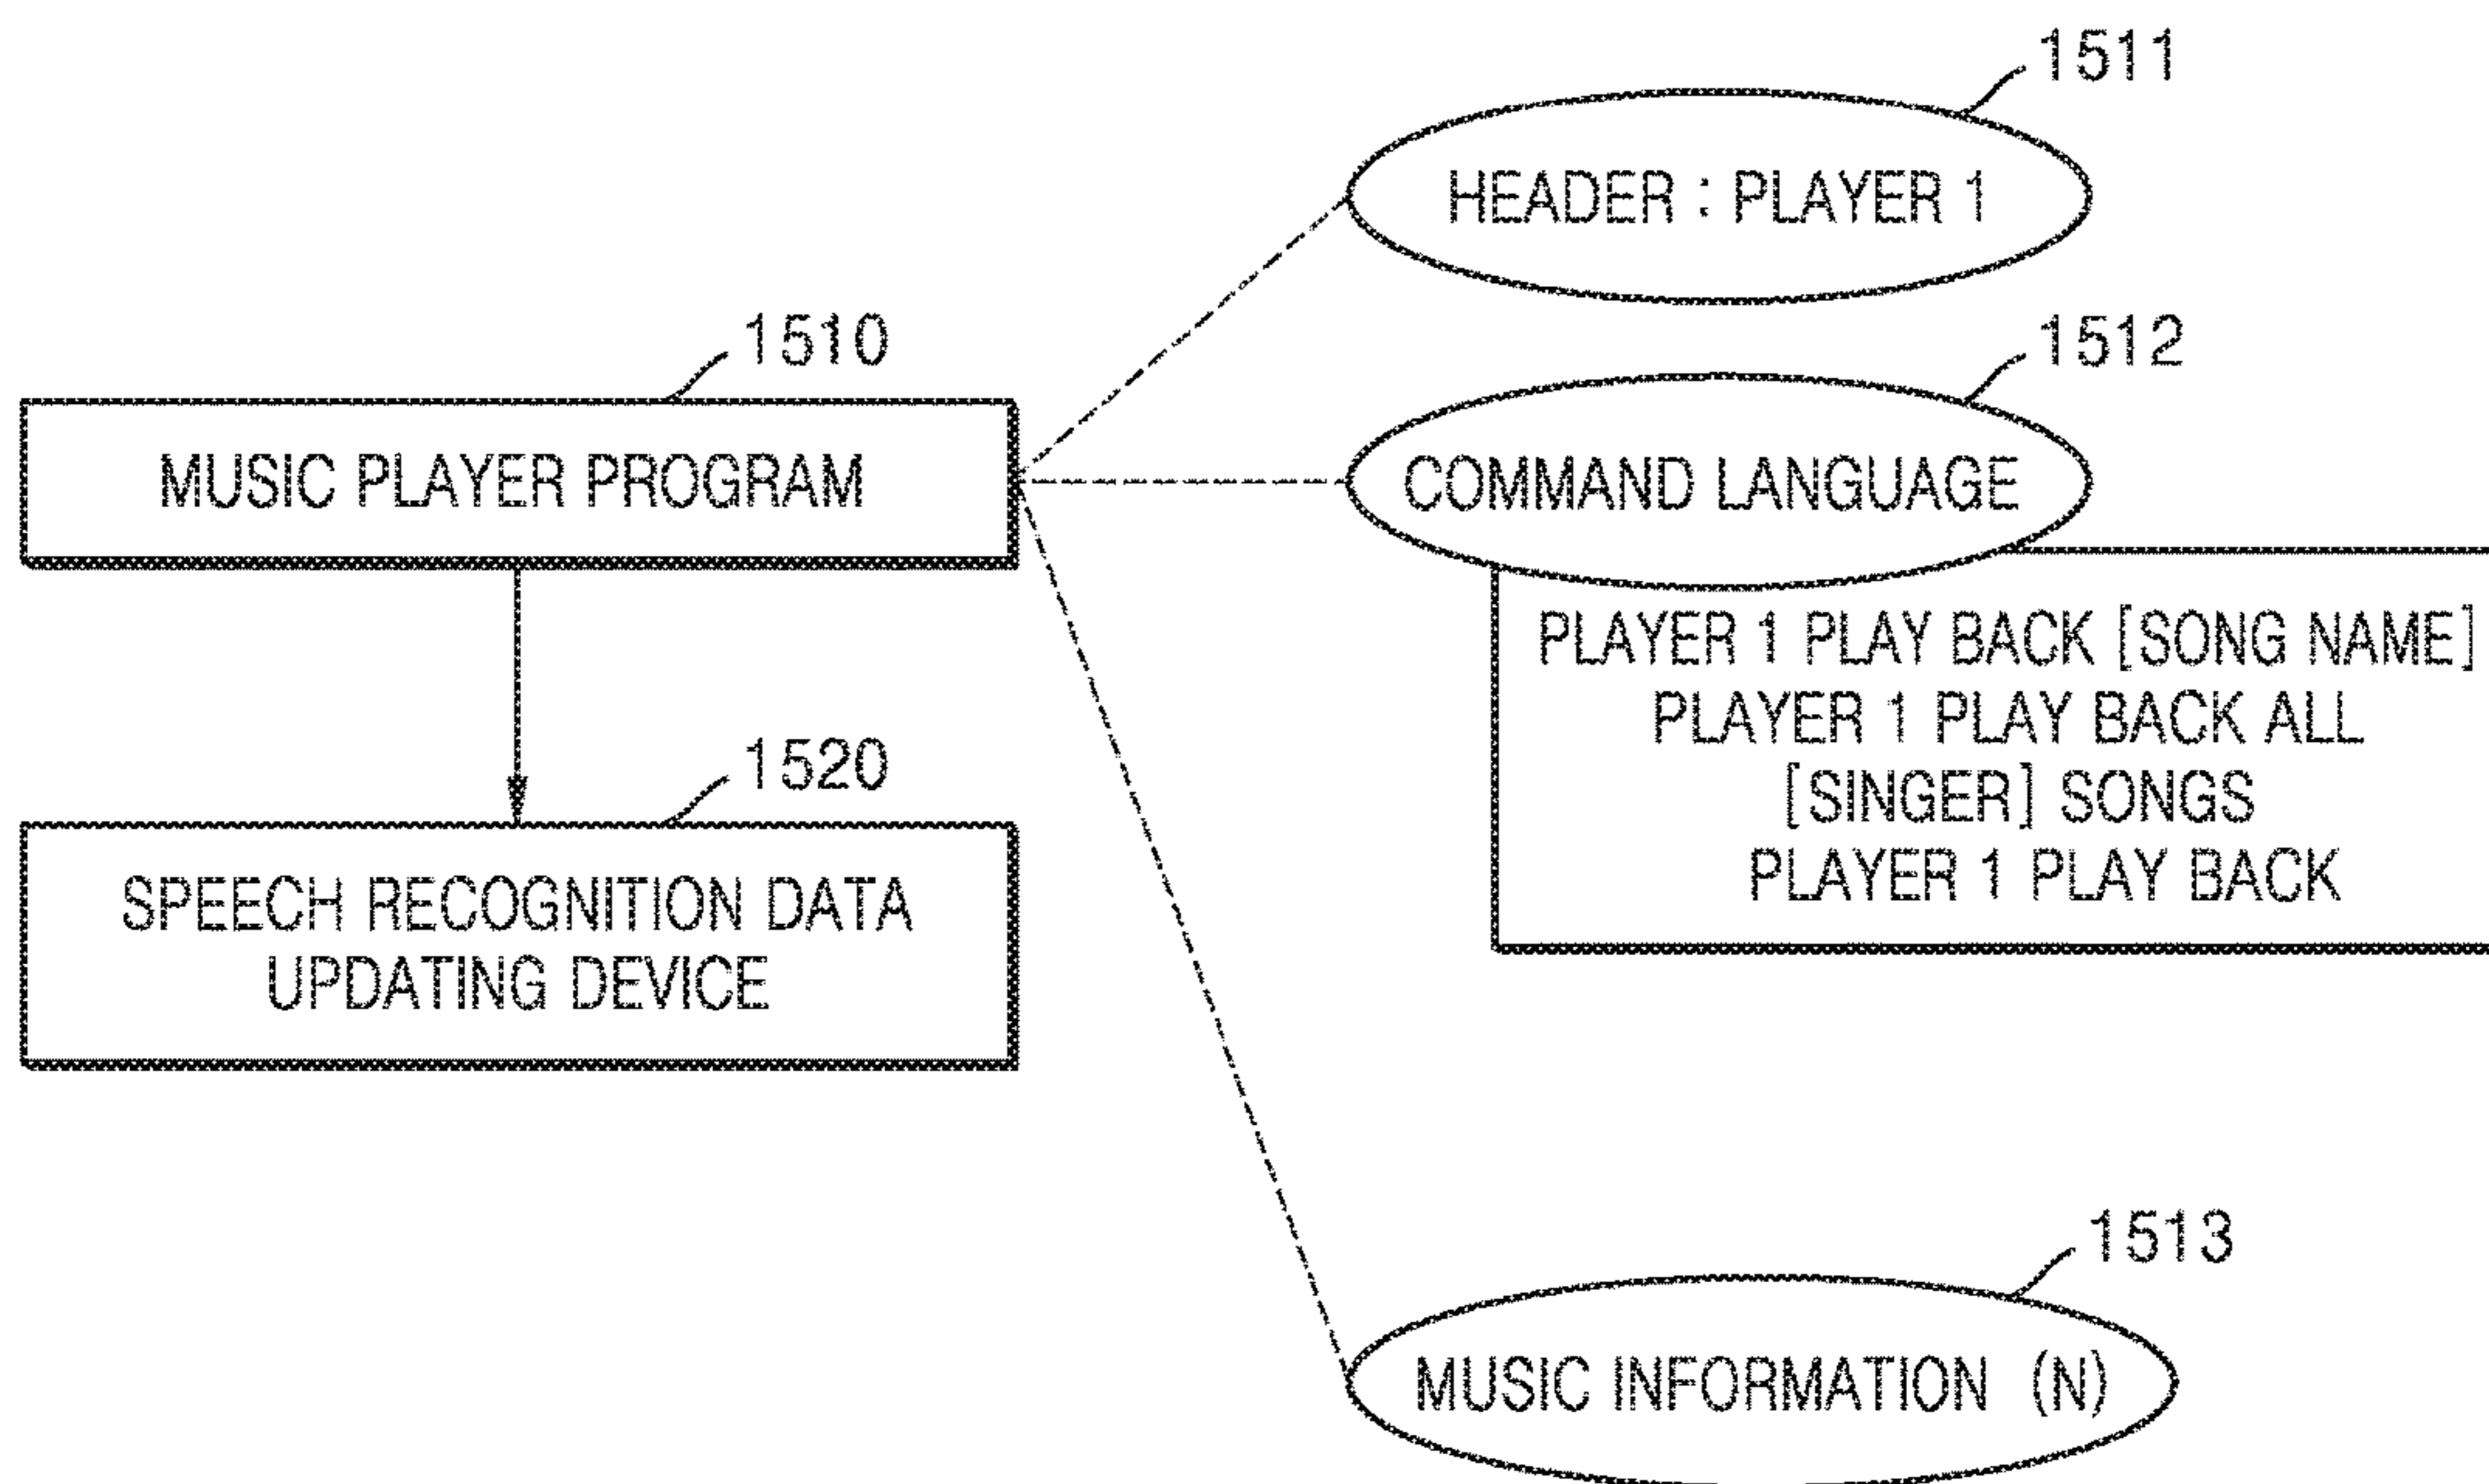 1511
HEADER : PLAYER 1
1510
1512
MUSIC PLAYER PROGRAM
COMMAND LANGUAGE
PLAYER 1 PLAY BACK [SONG NAME]
PLAYER 1 PLAY BACK ALL
[SINGER] SONGS
PLAYER 1 PLAY BACK
1520
SPEECH RECOGNITION DATA
UPDATING DEVICE
1513
MUSIC INFORMATION (N)